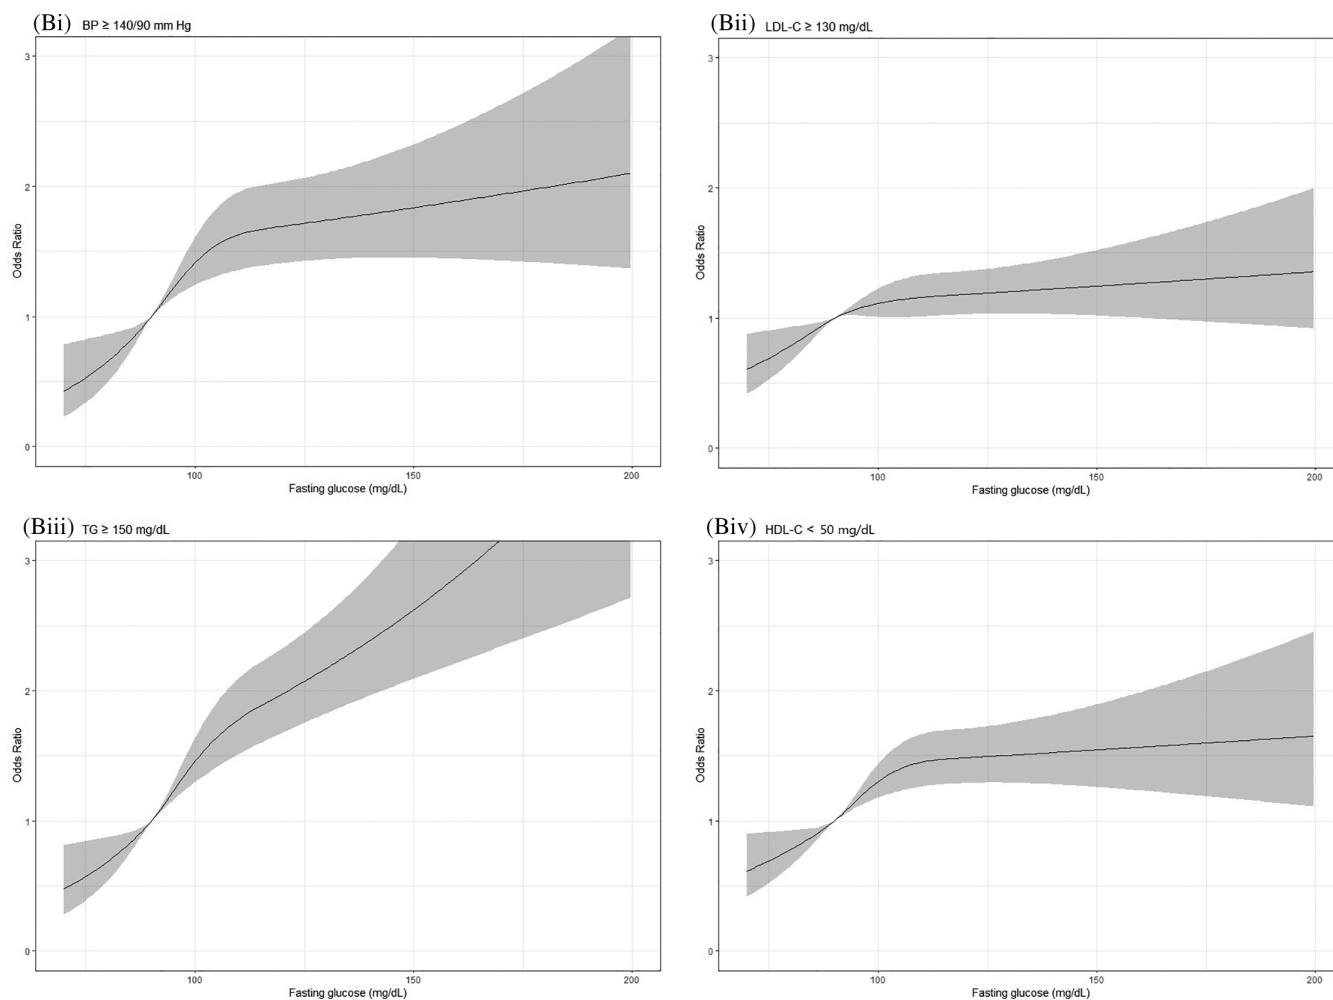 (Bi) BP ≥ 140/90 mm Hg
3
2
1
0
Odds Ratio
100 150 200
Fasting glucose (mg/dL)
(Bii) LDL-C ≥ 130 mg/dL
3
2
1
0
Odds Ratio
100 150 200
Fasting glucose (mg/dL)
(Biii) TG ≥ 150 mg/dL
3
2
1
0
Odds Ratio
100 150 200
Fasting glucose (mg/dL)
(Biv) HDL-C < 50 mg/dL
3
2
1
0
Odds Ratio
100 150 200
Fasting glucose (mg/dL)